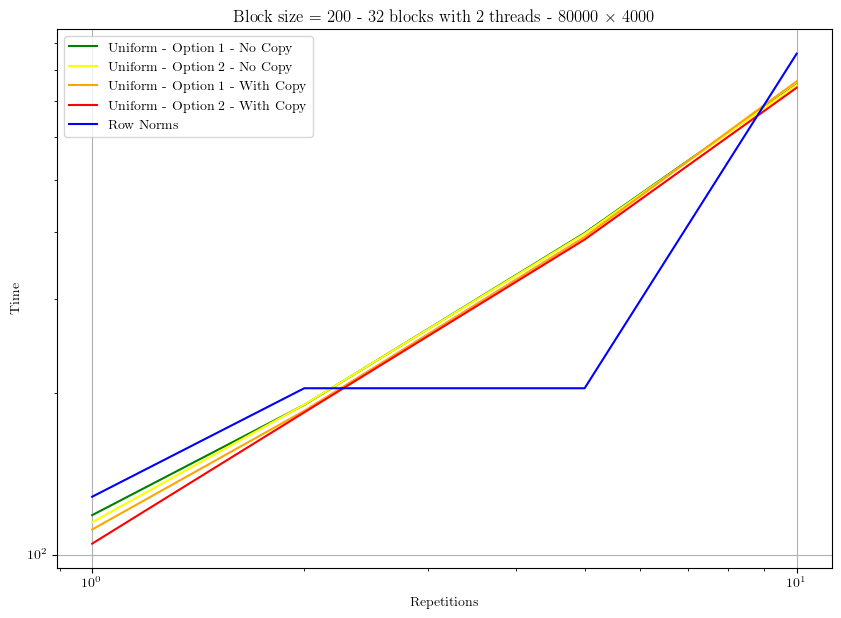 Block size = 200 - 32 blocks with 2 threads - 80000 × 4000
Uniform - Option 1 - No Copy
Uniform - Option 2 - No Copy
Uniform - Option 1 - With Copy
Uniform - Option 2 - With Copy
Row Norms
Time
10²
10⁰
10¹
Repetitions